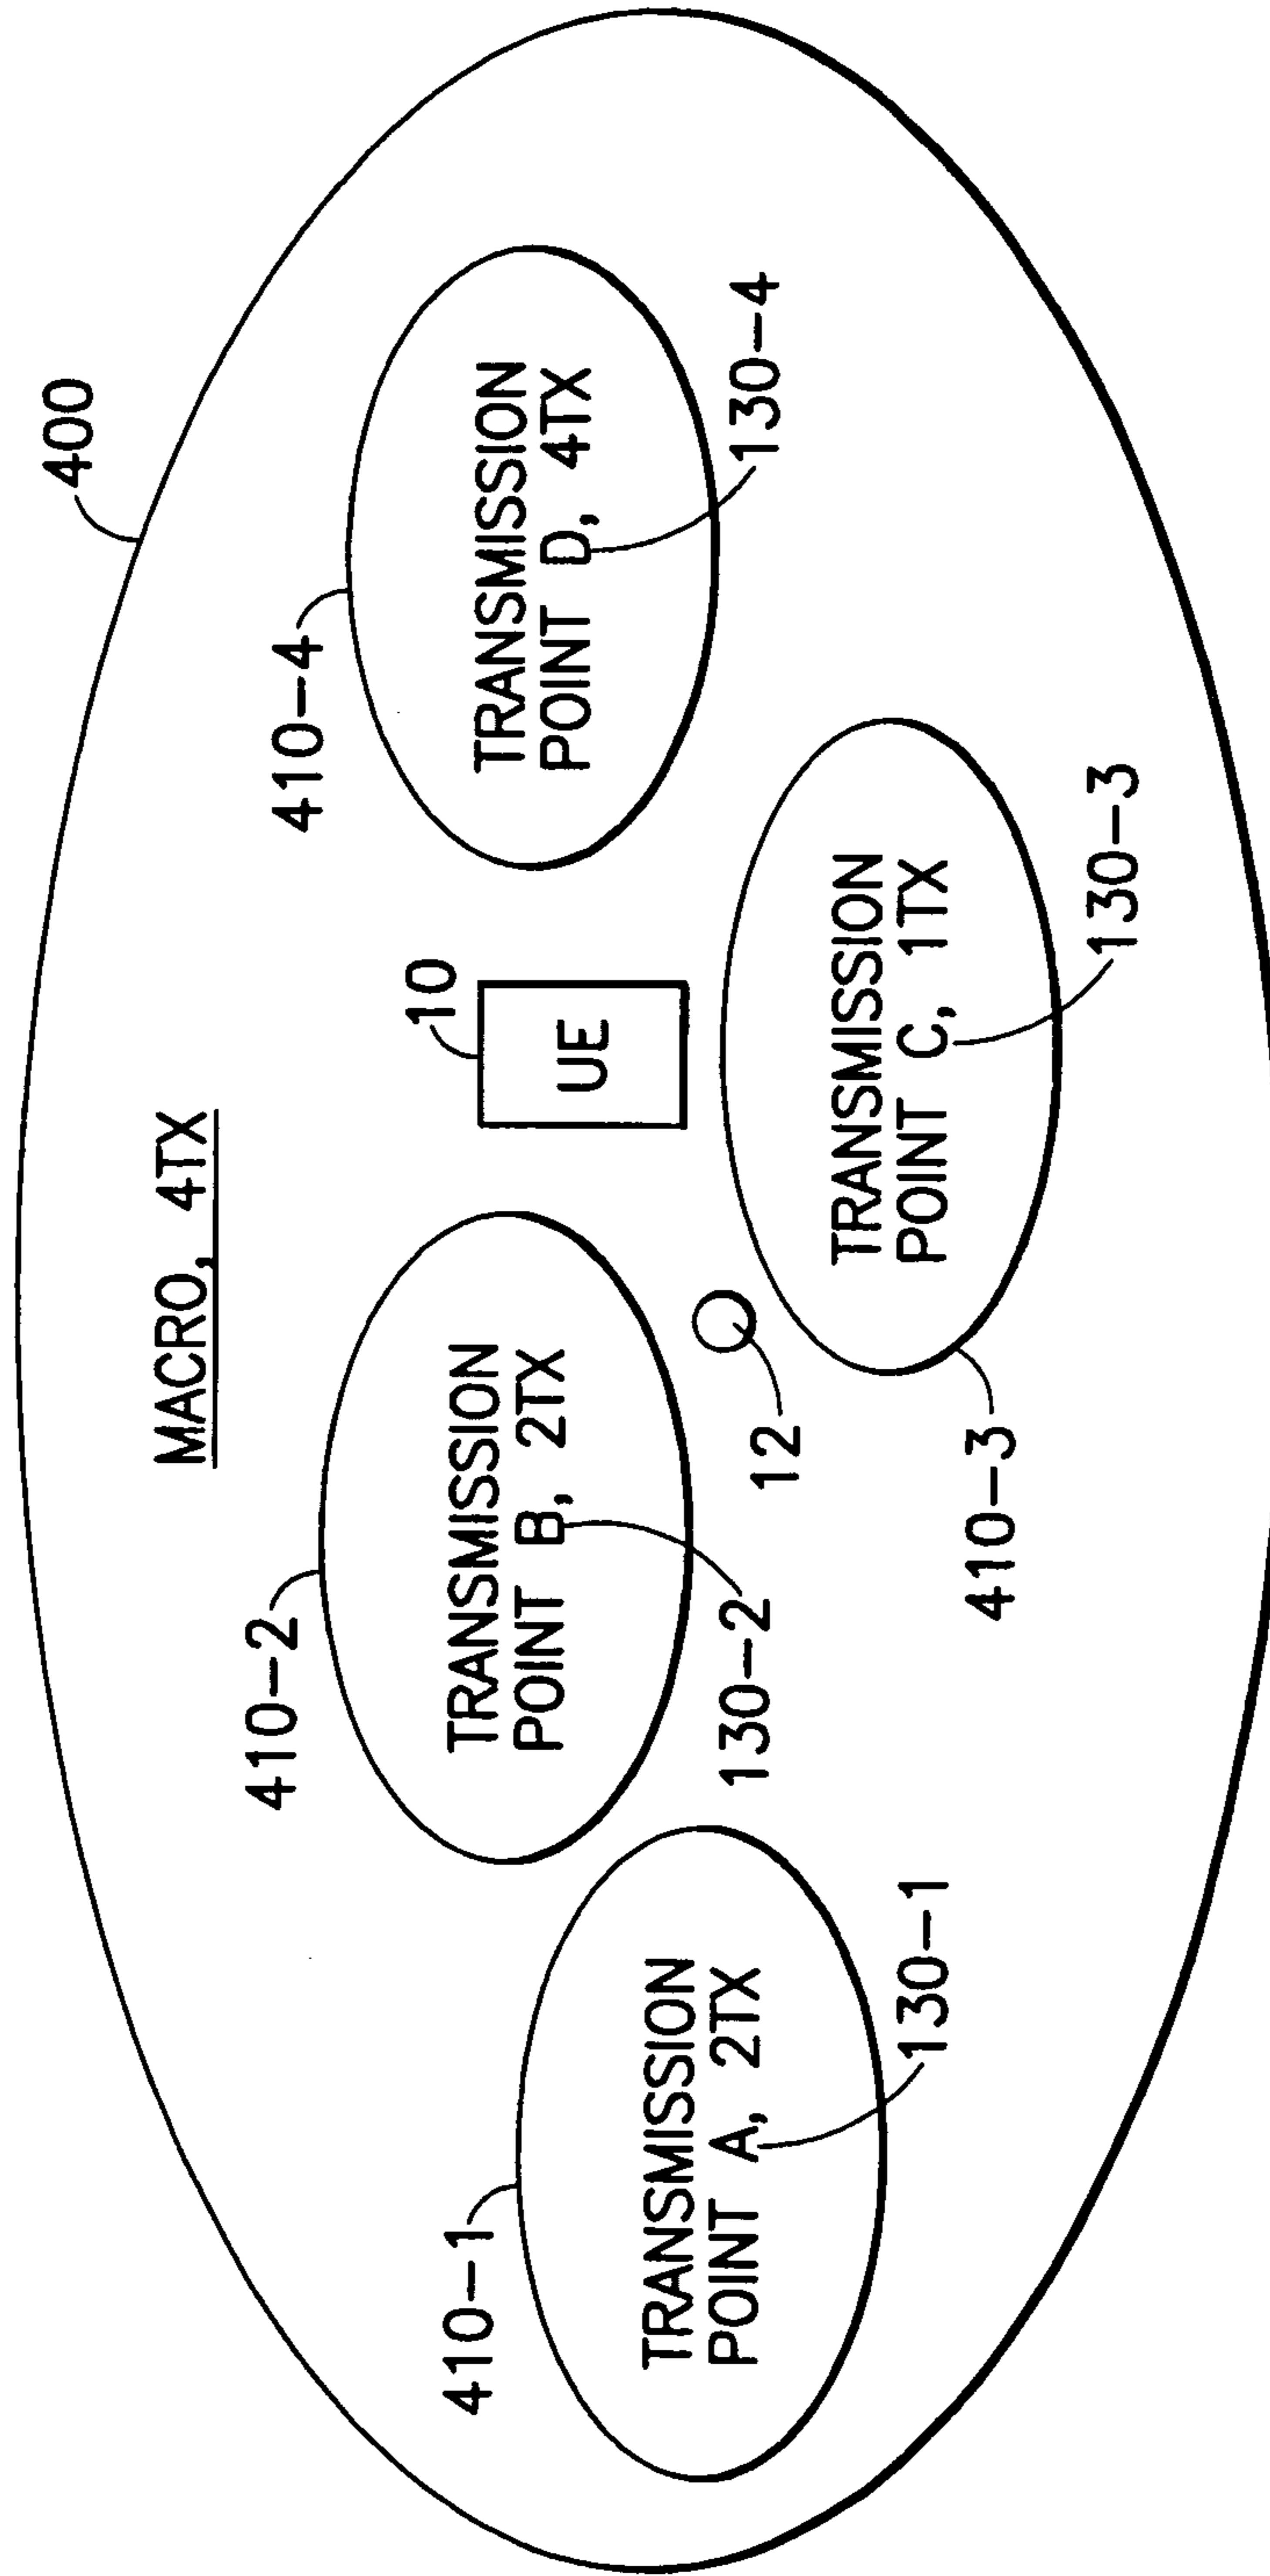 400
MACRO, 4TX
410-4
TRANSMISSION
POINT D, 4TX
130-4
10
UE
410-2
TRANSMISSION
POINT B, 2TX
130-2
12
TRANSMISSION
POINT C, 1TX
130-3
410-3
410-1
TRANSMISSION
POINT A, 2TX
130-1